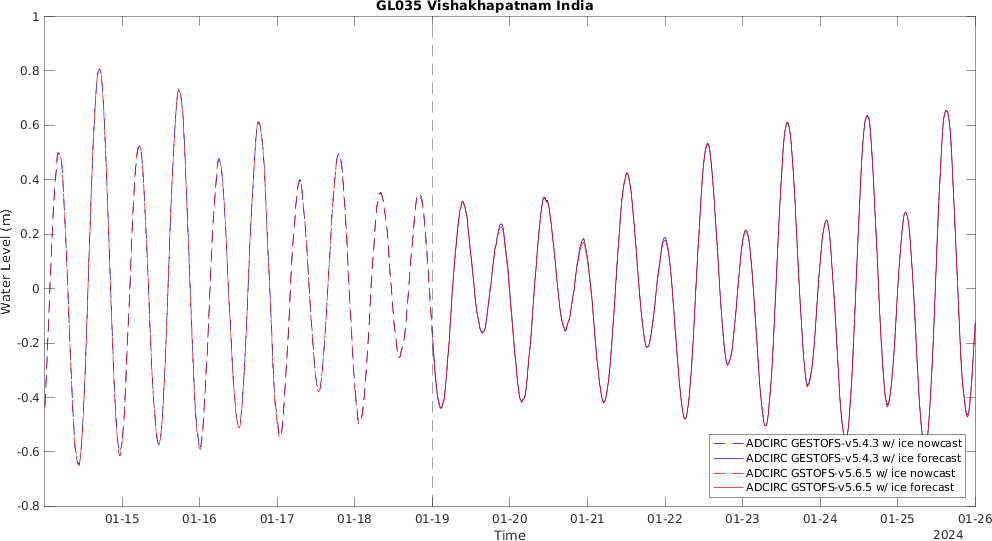 GL035 Vishakhapatnam India
1
0.8
0.6
0.4
0.2
0
-0.2
-0.4
-0.6
-0.8
Water Level (m)
01-15 01-16 01-17 01-18 01-19 01-20 01-21 01-22 01-23 01-24 01-25 01-26
Time
2024
ADCIRC GESTOFS-v5.4.3 w/ ice nowcast
ADCIRC GESTOFS-v5.4.3 w/ ice forecast
ADCIRC GSTOFS-v5.6.5 w/ ice nowcast
ADCIRC GSTOFS-v5.6.5 w/ ice forecast